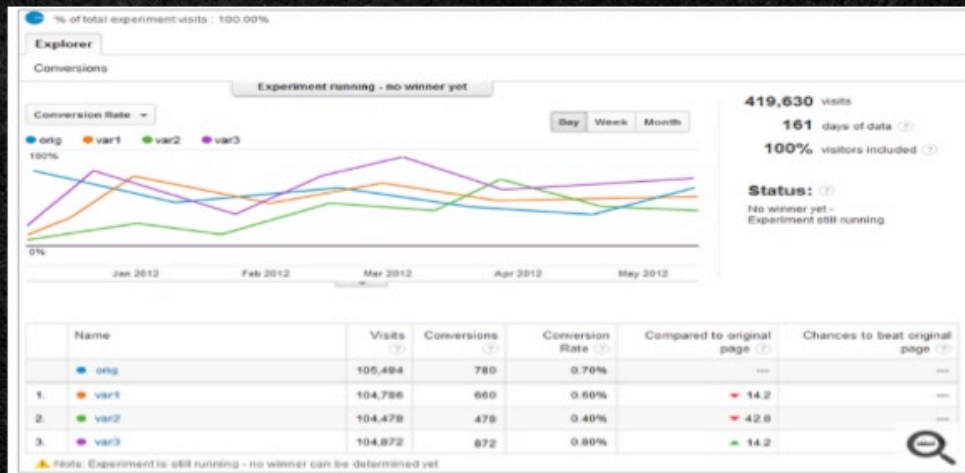 % of total experiment visits : 100.00%
Explorer
Conversions
Experiment running - no winner yet
Conversion Rate
Day Week Month
orig var1 var2 var3
100%
0%
Jan 2012 Feb 2012 Mar 2012 Apr 2012 May 2012
419,630 visits
161 days of data ?
100% visitors included ?
Status: ?
No winner yet -
Experiment still running
Name Visits ? Conversions ? Conversion Rate ? Compared to original page ? Chances to beat original page ?
orig 105,494 780 0.70% --- ---
1. var1 104,786 660 0.60% 14.2 ---
2. var2 104,478 478 0.40% 42.8 ---
3. var3 104,872 872 0.80% 14.2
Note: Experiment is still running - no winner can be determined yet